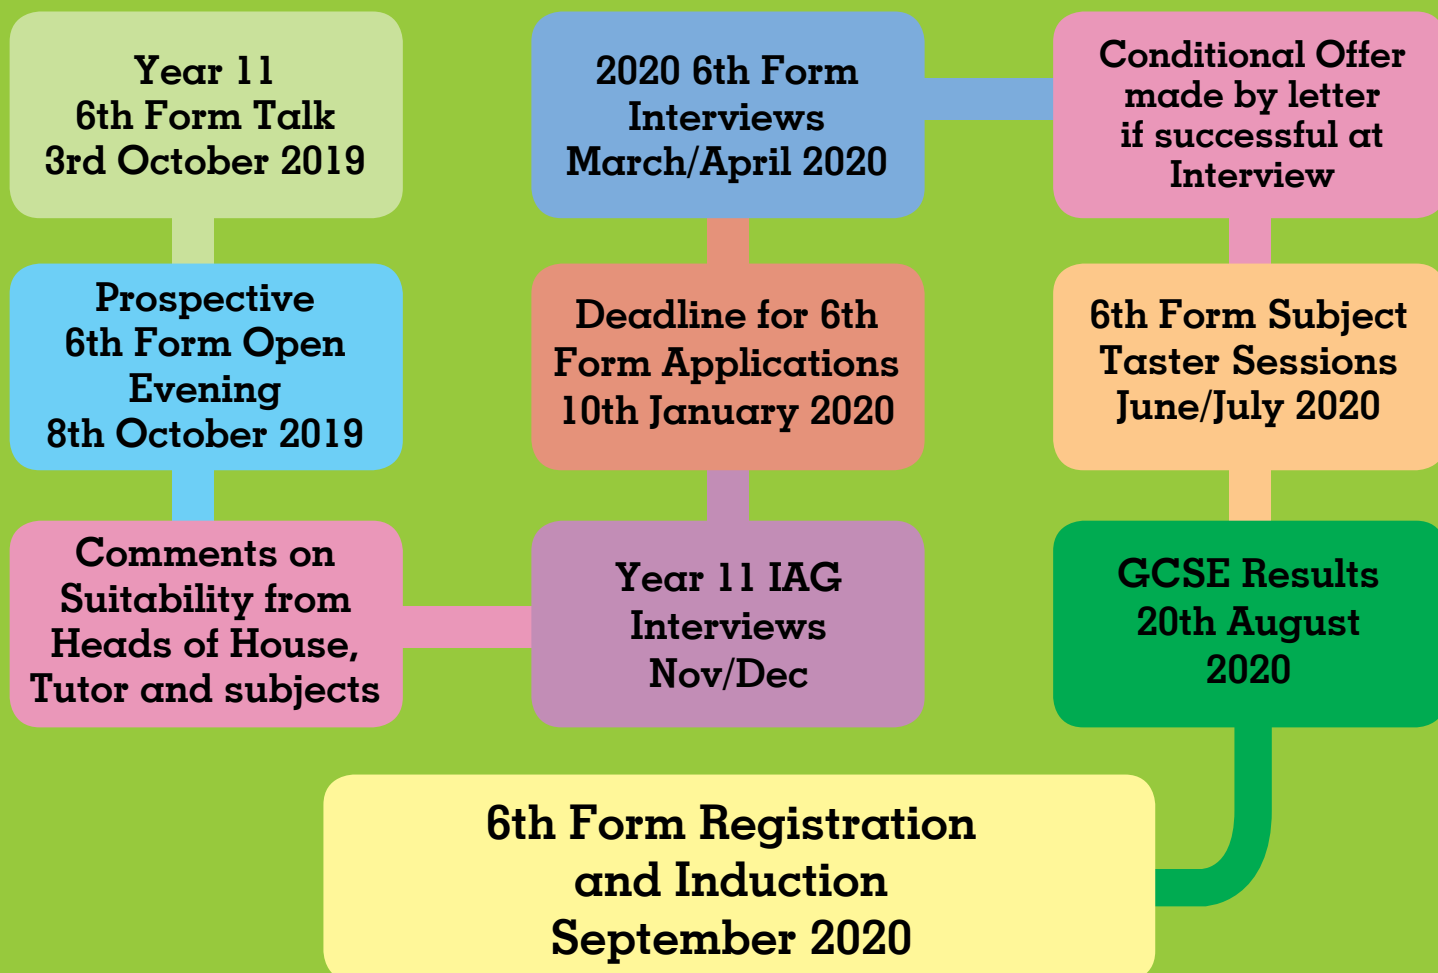 Year 11
6th Form Talk
3rd October 2019
Prospective
6th Form Open
Evening
8th October 2019
Comments on
Suitability from
Heads of House,
Tutor and subjects
Year 11 IAG
Interviews
Nov/Dec
Deadline for 6th
Form Applications
10th January 2020
2020 6th Form
Interviews
March/April 2020
Conditional Offer
made by letter
if successful at
Interview
6th Form Subject
Taster Sessions
June/July 2020
GCSE Results
20th August
2020
6th Form Registration
and Induction
September 2020